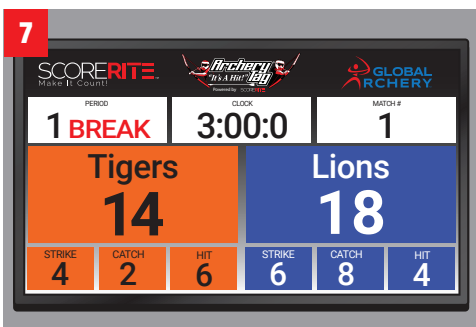 7
SCORERITE
Make It Count!
Archery Tag
"It's A Hit!"
Powered by SCORERITE
GLOBAL ARCHERY
PERIOD
1 BREAK
CLOCK
3:00:0
MATCH #
1
Tigers
14
Lions
18
STRIKE
4
CATCH
2
HIT
6
STRIKE
6
CATCH
8
HIT
4